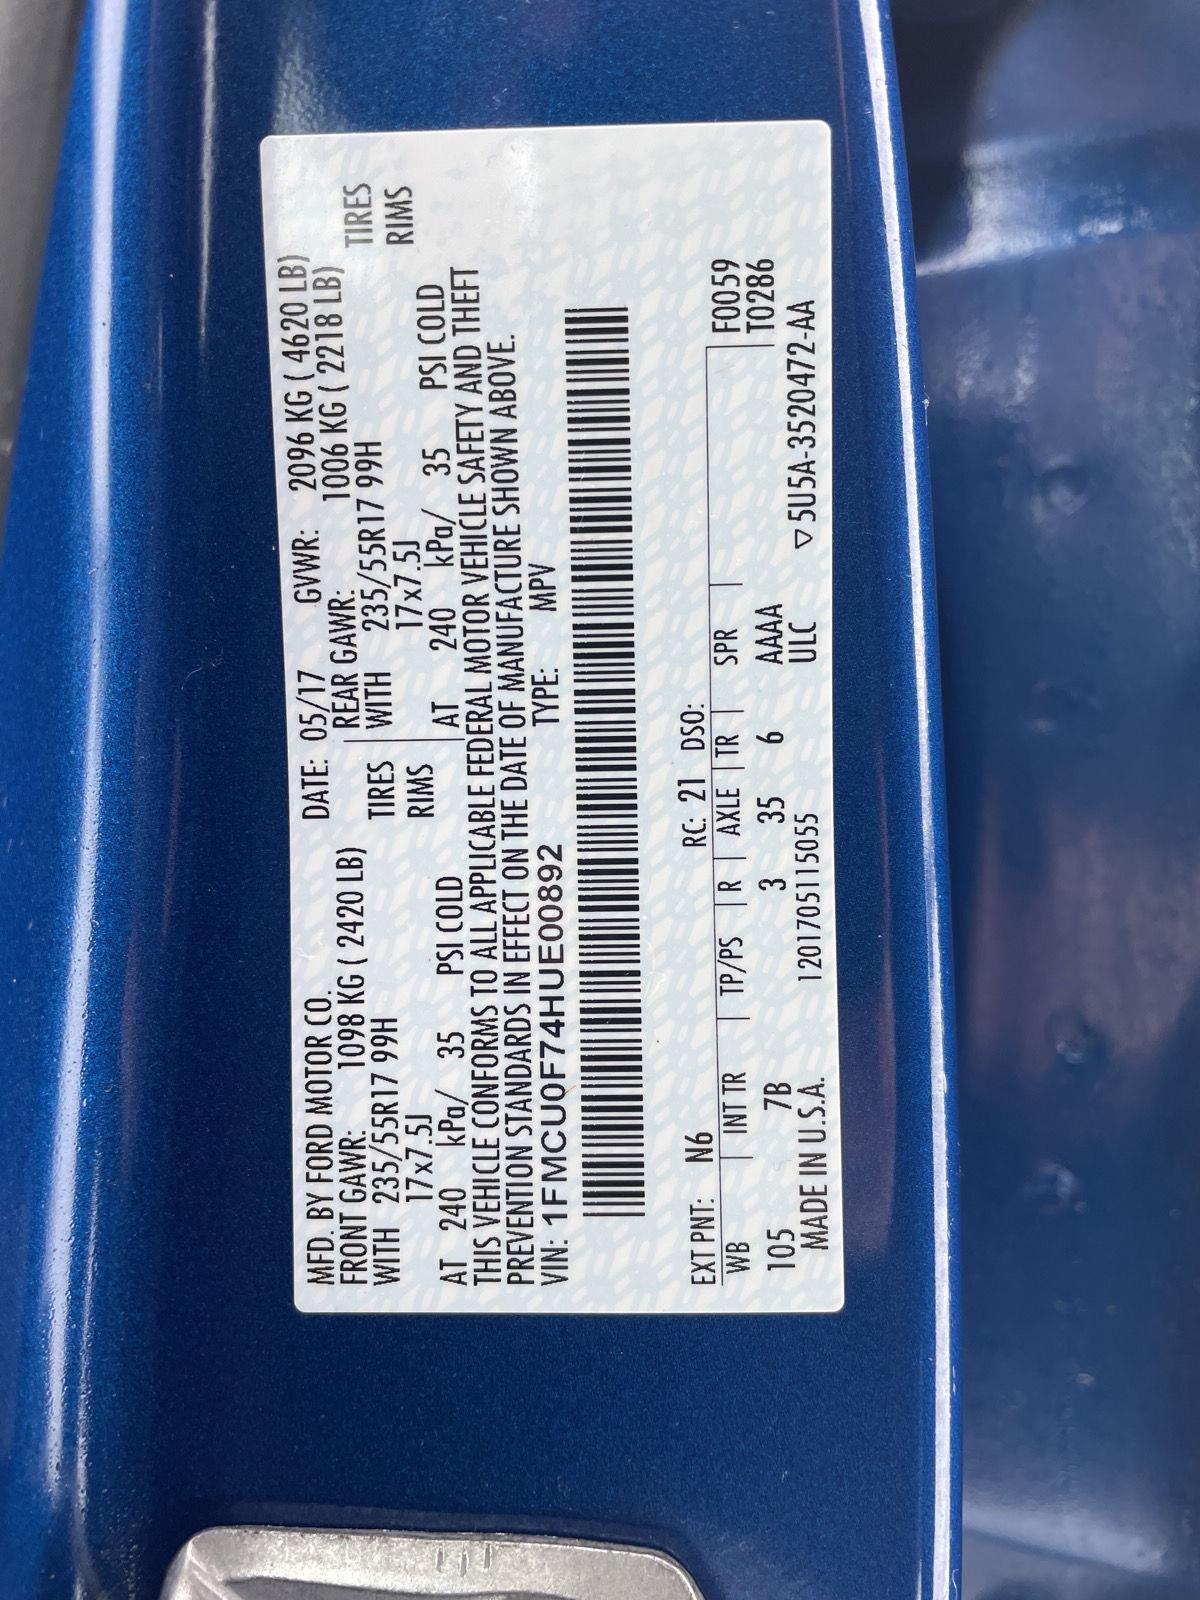 MFD. BY FORD MOTOR CO. DATE: 05/17 GVWR: 2096 KG ( 4620 LB)
FRONT GAWR: 1098 KG ( 2420 LB) REAR GAWR: 1006 KG ( 2218 LB)
WITH 235/55R17 99H TIRES WITH 235/55R17 99H TIRES
17x7.5J RIMS 17x7.5J RIMS
AT 240 kPa/ 35 PSI COLD AT 240 kPa/ 35 PSI COLD
THIS VEHICLE CONFORMS TO ALL APPLICABLE FEDERAL MOTOR VEHICLE SAFETY AND THEFT
PREVENTION STANDARDS IN EFFECT ON THE DATE OF MANUFACTURE SHOWN ABOVE.
VIN: 1FMCU0F74HUE00892 TYPE: MPV
EXT PNT: N6 RC: 21 DSO: F0059
WB INT TR TP/PS R AXLE TR SPR T0286
105 7B 3 35 6 AAAA
MADE IN U.S.A. 120170511​5055 ULC ▽5U5A-3520472-AA